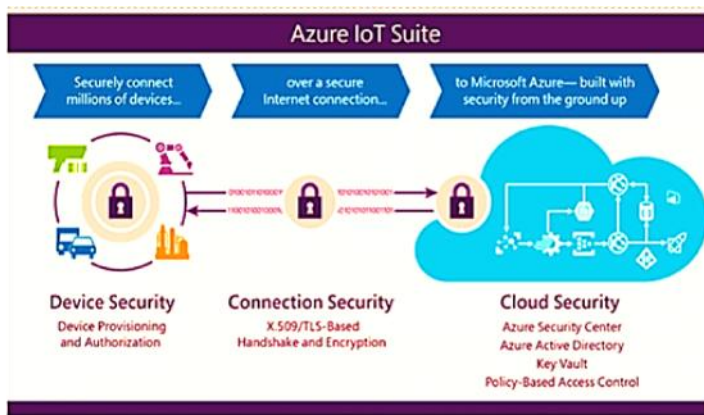 Azure IoT Suite
Securely connect
millions of devices...
over a secure
Internet connection...
to Microsoft Azure— built with
security from the ground up
Device Security
Device Provisioning
and Authorization
Connection Security
X.509/TLS-Based
Handshake and Encryption
Cloud Security
Azure Security Center
Azure Active Directory
Key Vault
Policy-Based Access Control